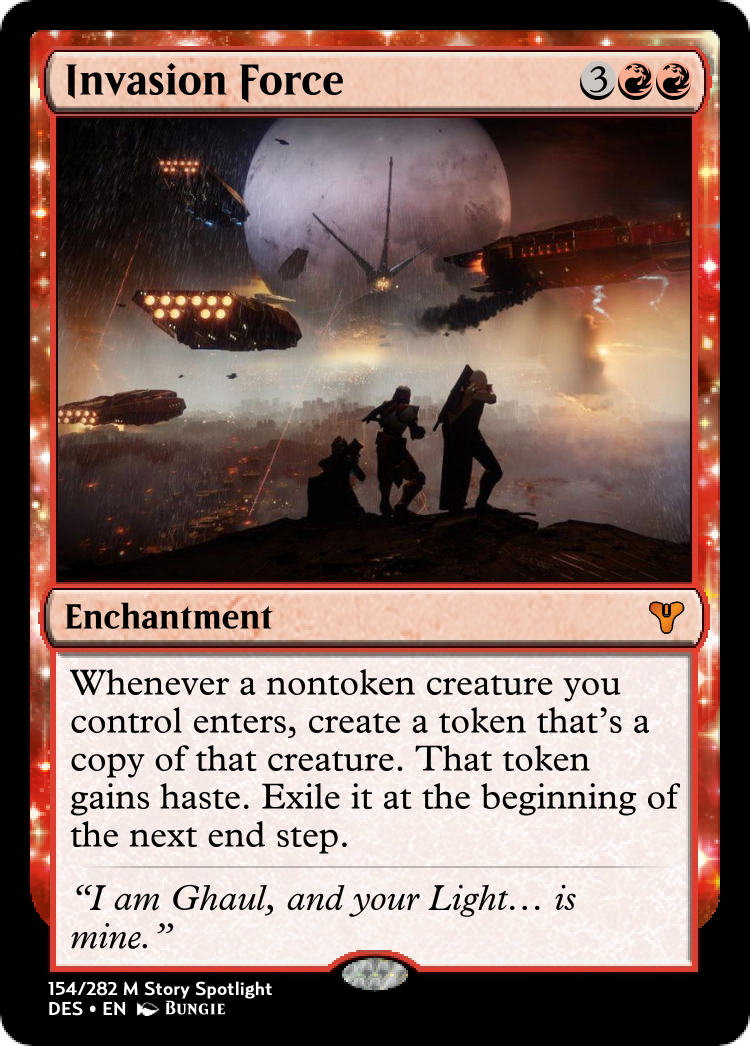 Invasion Force 3
Enchantment
Whenever a nontoken creature you
control enters, create a token that's a
copy of that creature. That token
gains haste. Exile it at the beginning of
the next end step.
“I am Ghaul, and your Light… is
mine.”
154/282 M Story Spotlight
DES • EN BUNGIE